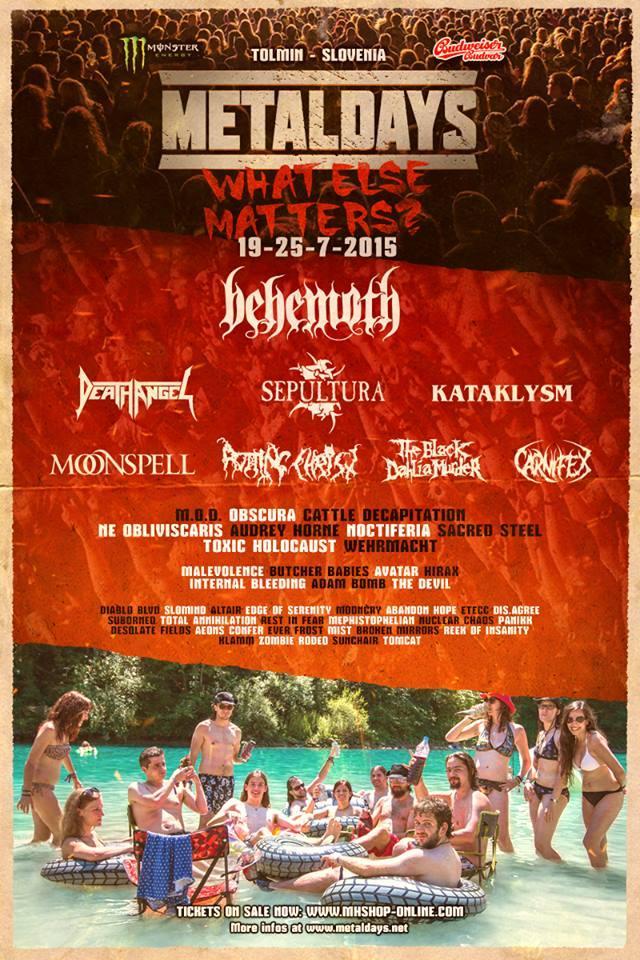 MONSTER
ENERGY
TOLMIN - SLOVENIA
Budweiser
Budvar
METALDAYS
WHAT ELSE
MATTERS?
19-25-7-2015
behemoth
DEATH ANGEL
SEPULTURA
KATAKLYSM
MOONSPELL
ROTTING CHRIST
The Black
Dahlia Murder
CARNIFEX
M.O.D. OBSCURA CATTLE DECAPITATION
NE OBLIVISCARIS AUDREY HORNE NOCTIFERIA SACRED STEEL
TOXIC HOLOCAUST WEHRMACHT
MALEVOLENCE BUTCHER BABIES AVATAR HIRAX
INTERNAL BLEEDING ADAM BOMB THE DEVIL
DIABLO BLVD SLOMIND ALTAIR EDGE OF SERENITY MOONCRY ABANDON HOPE ETECC DIS.AGREE
SUBORNED TOTAL ANNIHILATION REST IN FEAR MEPHISTOPHELIAN NUCLEAR CHAOS PANIKK
DESOLATE FIELDS AEONS CONFER EVER FROST MIST BROKEN MIRRORS REEK OF INSANITY
KLAMM ZOMBIE RODEO SUNCHAIR TOMCAT
TICKETS ON SALE NOW: WWW.MHSHOP-ONLINE.COM
More infos at www.metaldays.net